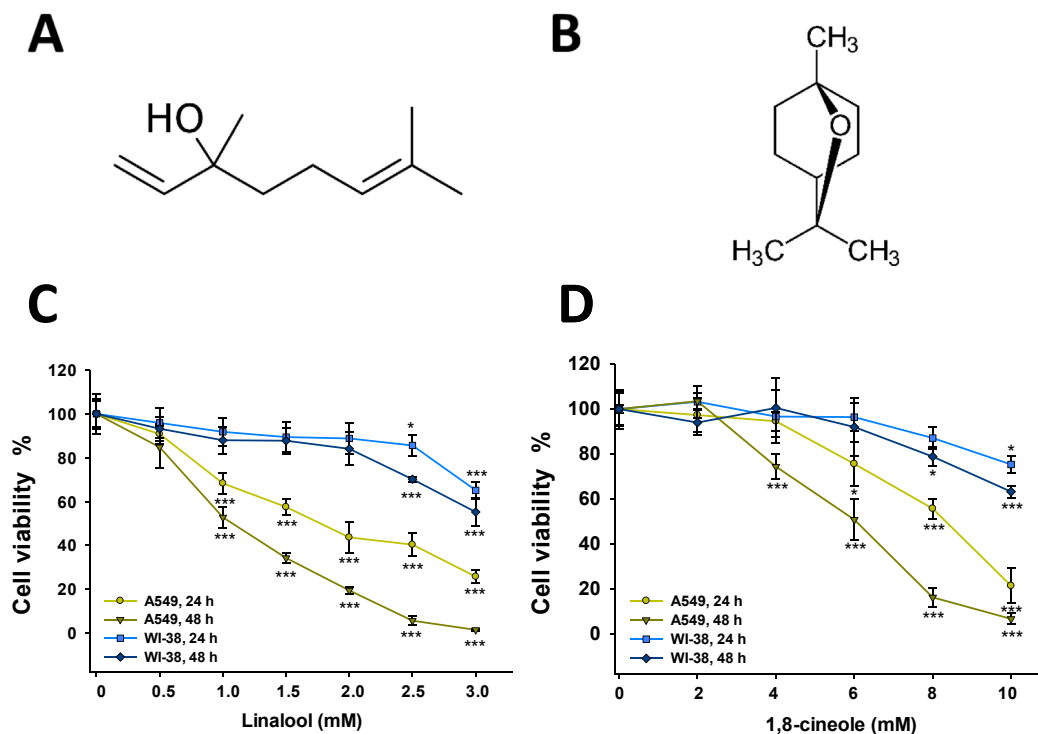 A
B
HO
CH3
O
H3C
CH3
C
D
120
100
80
60
40
20
0
Cell viability %
*
***
***
***
***
***
***
***
***
***
***
***
***
***
A549, 24 h
A549, 48 h
WI-38, 24 h
WI-38, 48 h
0 0.5 1.0 1.5 2.0 2.5 3.0
Linalool (mM)
120
100
80
60
40
20
0
Cell viability %
*
*
***
***
*
***
***
***
***
***
A549, 24 h
A549, 48 h
WI-38, 24 h
WI-38, 48 h
0 2 4 6 8 10
1,8-cineole (mM)